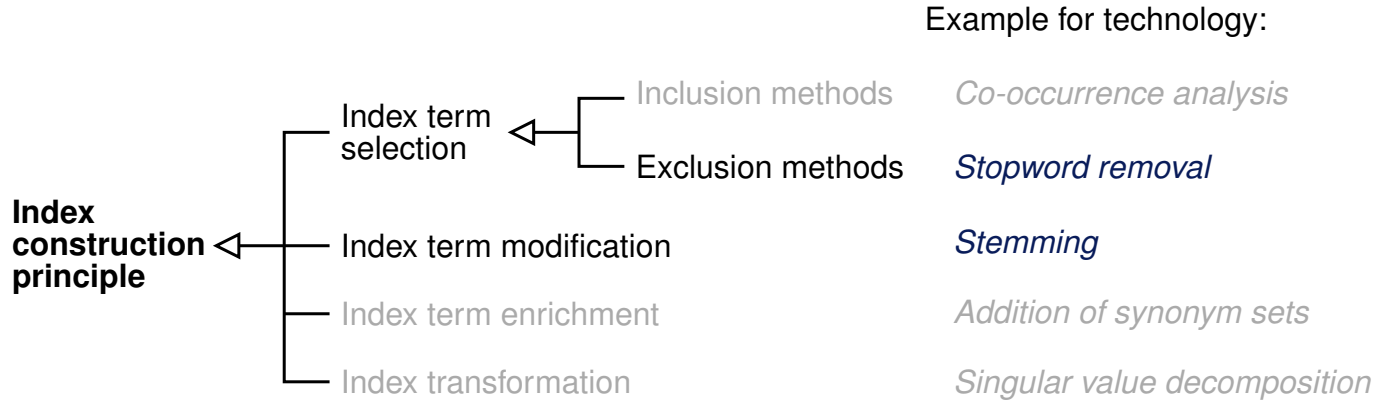 Example for technology:
Inclusion methods Co-occurrence analysis
Index term
selection
Exclusion methods Stopword removal
Index
construction
principle
Index term modification Stemming
Index term enrichment Addition of synonym sets
Index transformation Singular value decomposition